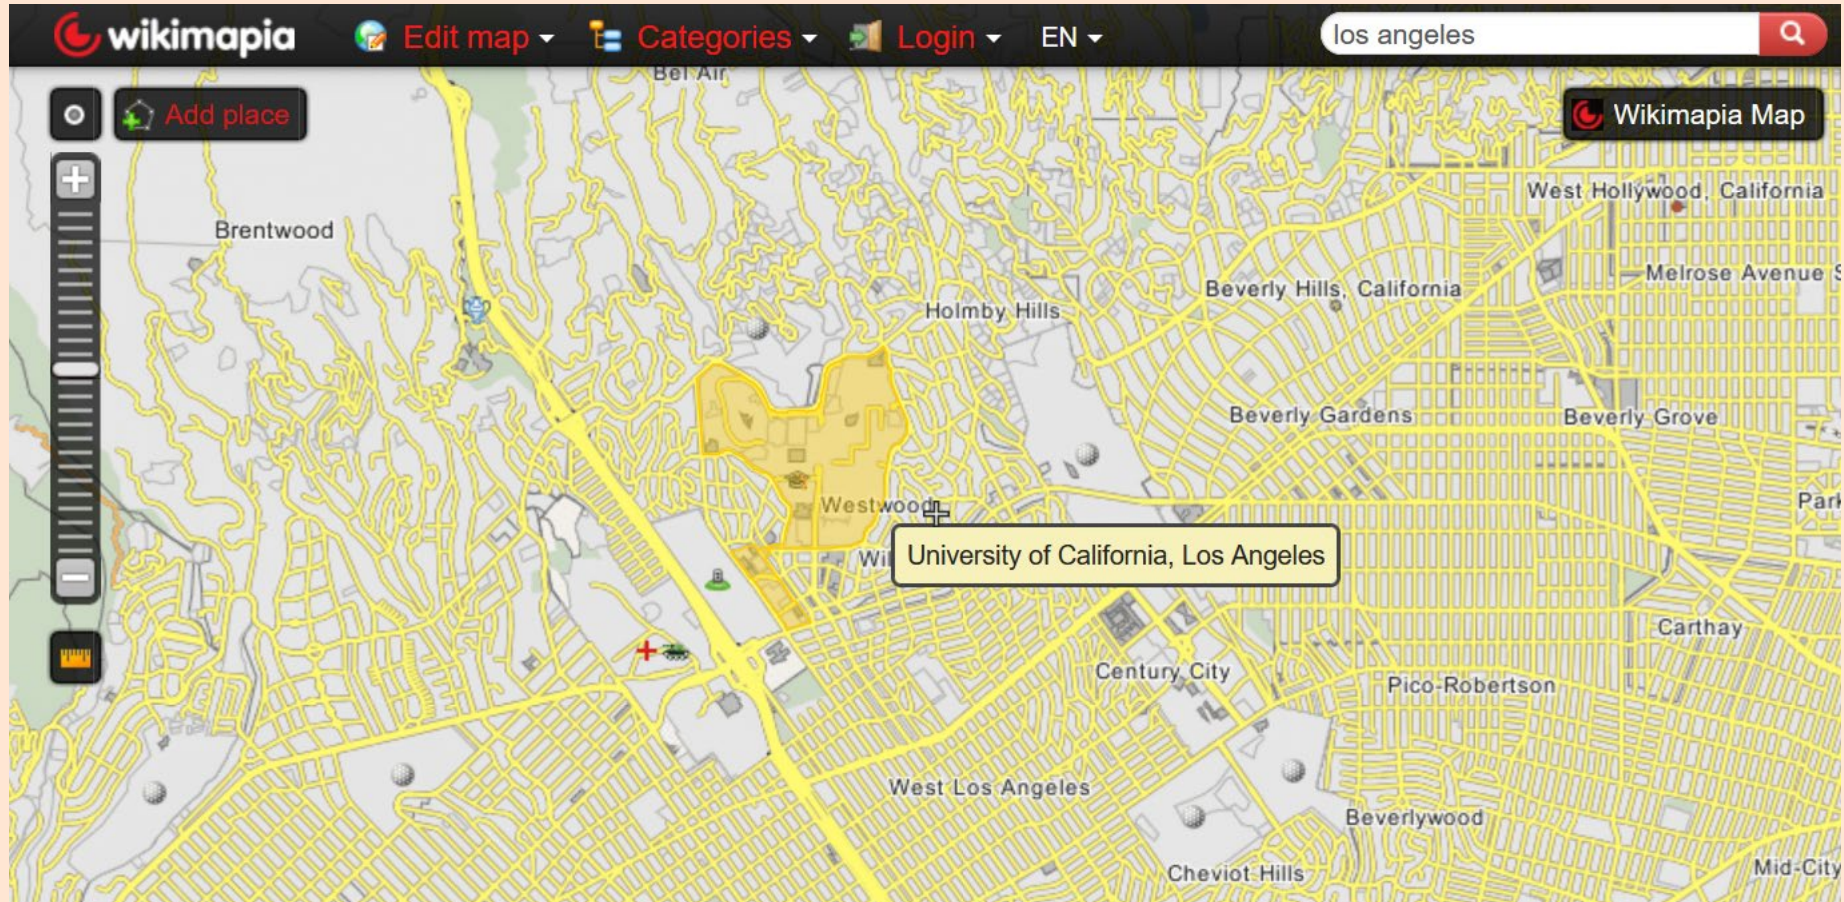 wikimapia
Edit map
Categories
Login
EN
los angeles
Bel Air
Add place
Wikimapia Map
West Hollywood, California
Brentwood
Melrose Avenue S
Beverly Hills, California
Holmby Hills
Beverly Gardens
Beverly Grove
Westwood
Park
Wil
University of California, Los Angeles
Carthay
Century City
Pico-Robertson
West Los Angeles
Beverlywood
Cheviot Hills
Mid-City